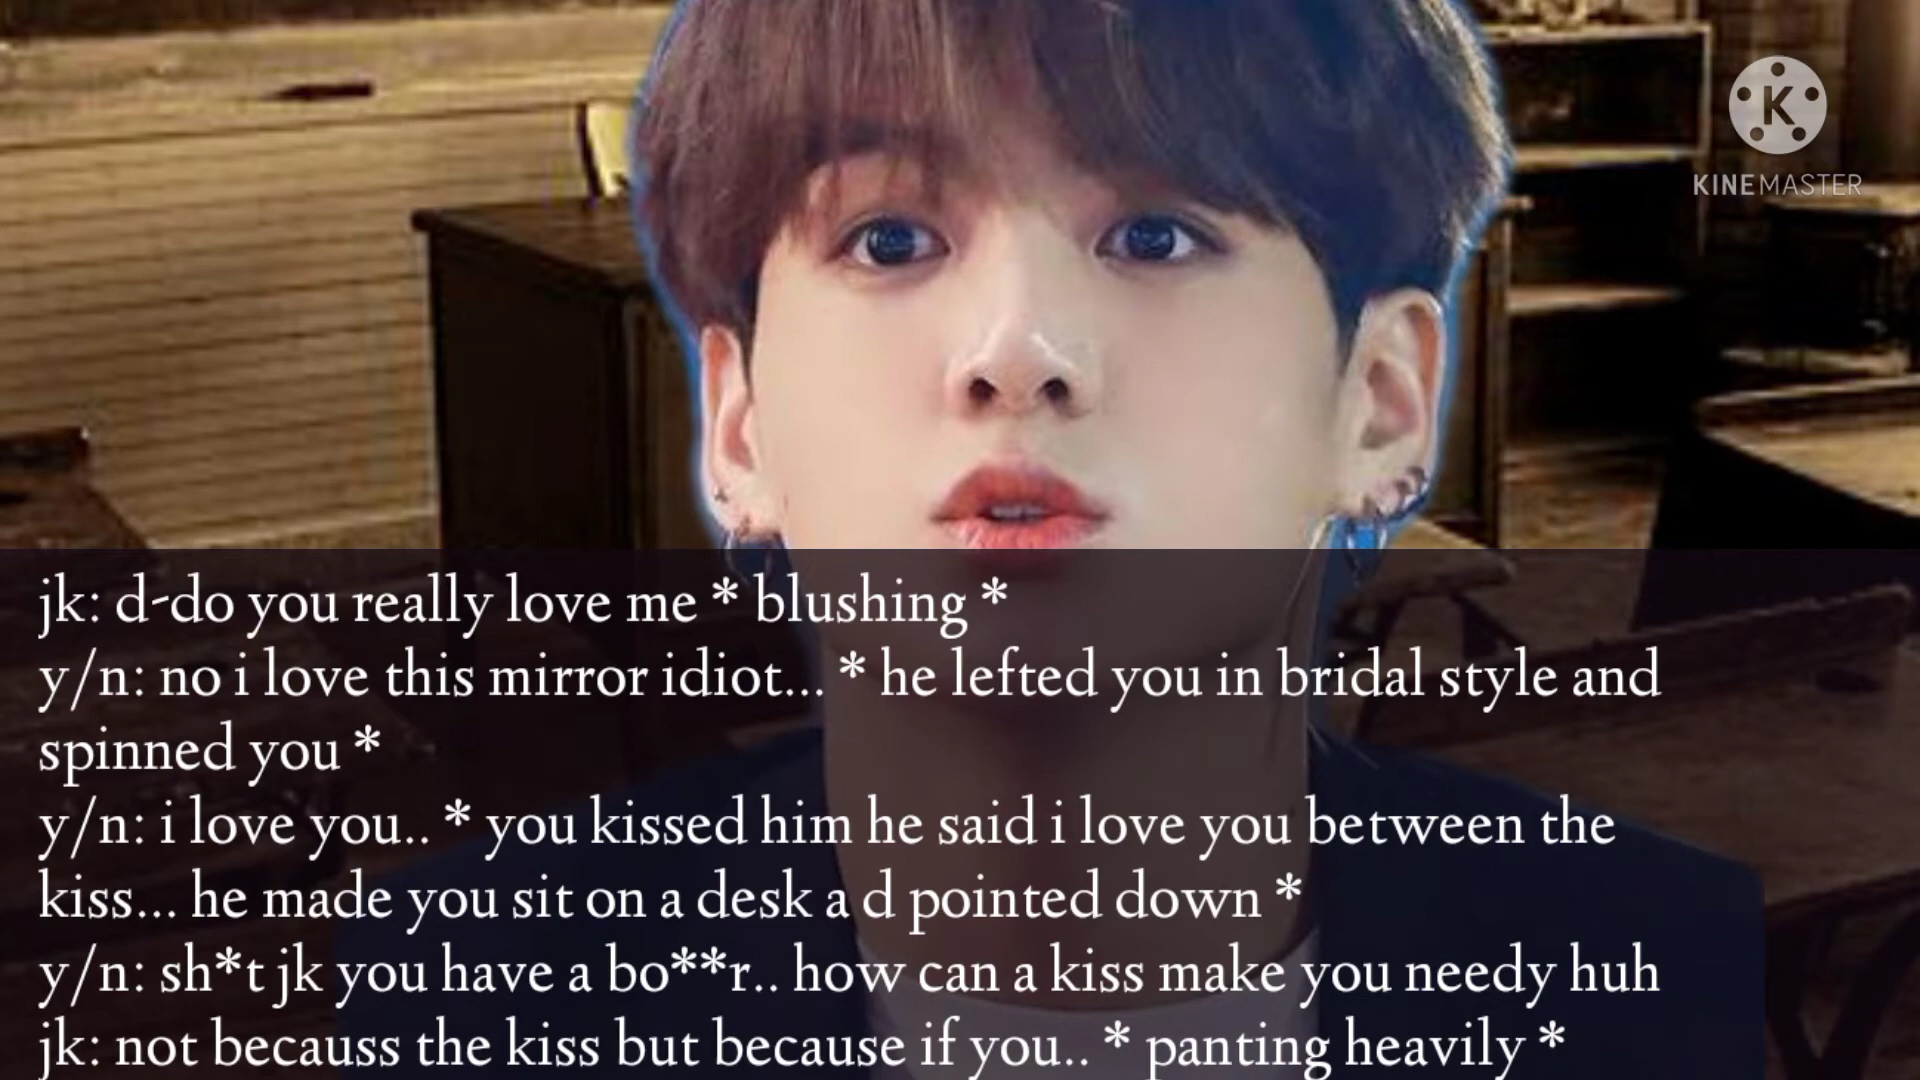 KINEMASTER
jk: d-do you really love me * blushing *
y/n: no i love this mirror idiot... * he lefted you in bridal style and
spinned you *
y/n: i love you.. * you kissed him he said i love you between the
kiss... he made you sit on a desk a d pointed down *
y/n: sh*t jk you have a bo**r.. how can a kiss make you needy huh
jk: not becauss the kiss but because if you.. * panting heavily *